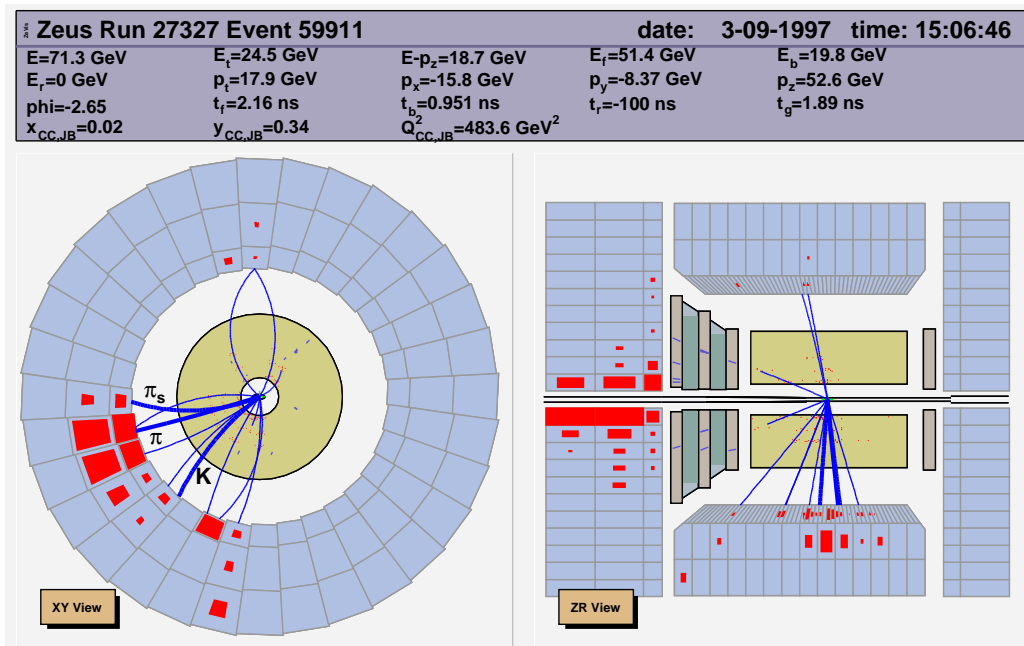 Zeus Run 27327 Event 59911 date: 3-09-1997 time: 15:06:46
E=71.3 GeV E_t=24.5 GeV E-p_z=18.7 GeV E_f=51.4 GeV E_b=19.8 GeV
E_r=0 GeV p_t=17.9 GeV p_x=-15.8 GeV p_y=-8.37 GeV p_z=52.6 GeV
phi=-2.65 t_f=2.16 ns t_b=0.951 ns t_r=-100 ns t_g=1.89 ns
x_CC,JB=0.02 y_CC,JB=0.34 Q²_CC,JB=483.6 GeV²
π_s
π
K
XY View
ZR View